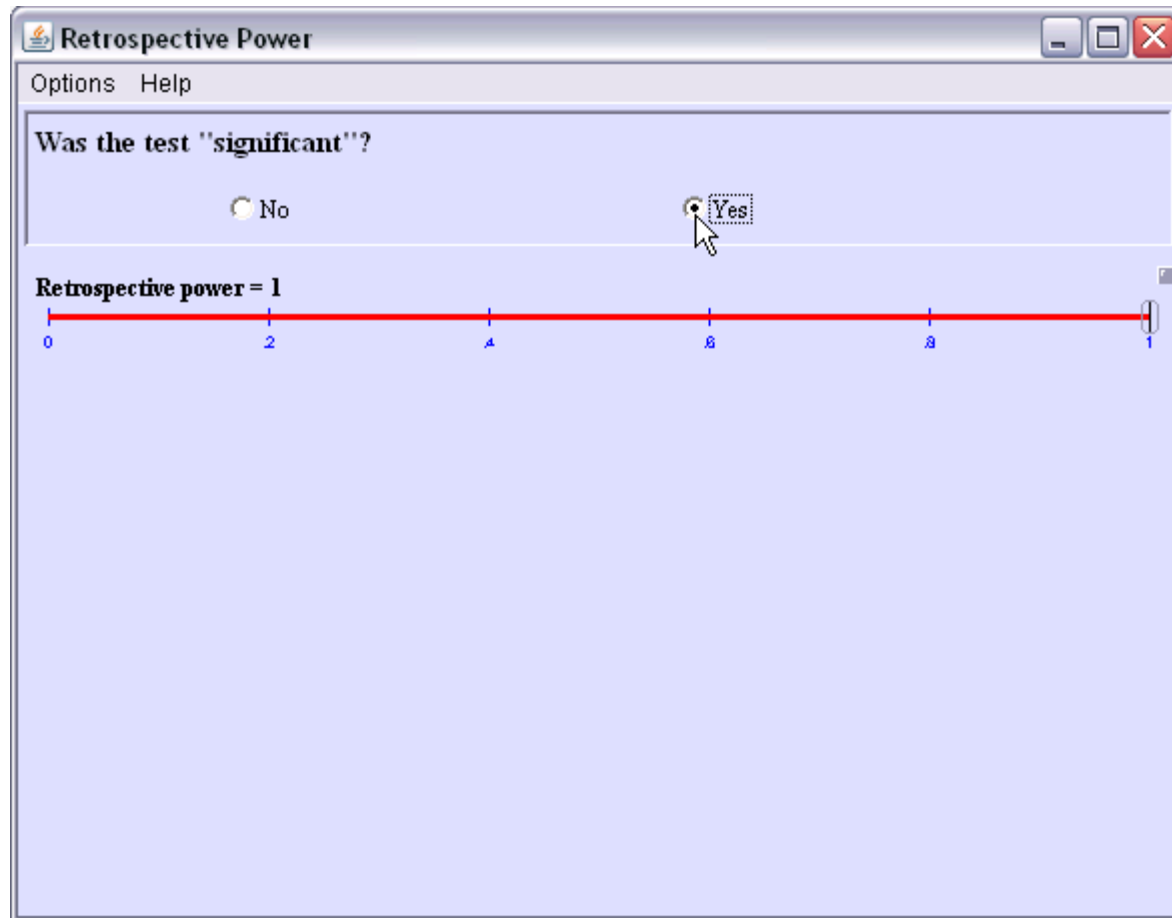 Retrospective Power
Options Help
Was the test "significant"?
No Yes
Retrospective power = 1
0 .2 .4 .6 .8 1